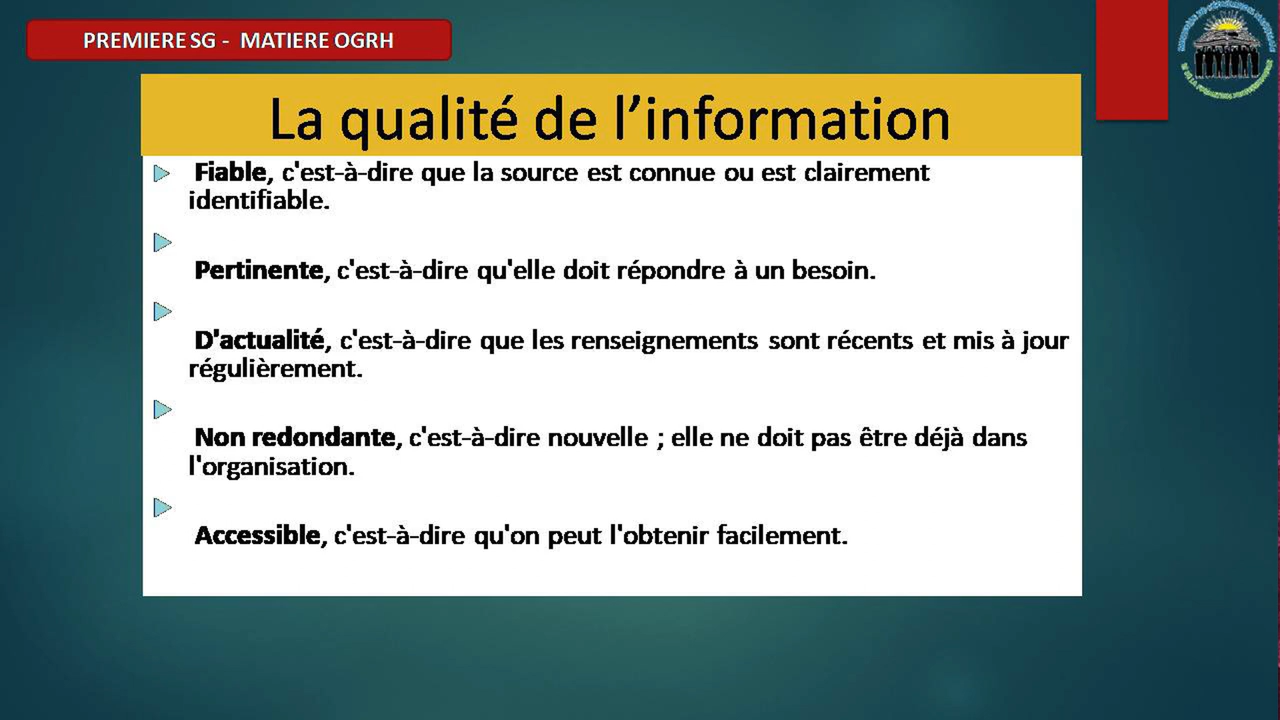 PREMIERE SG - MATIERE OGRH
La qualité de l’information
Fiable, c'est-à-dire que la source est connue ou est clairement
identifiable.
Pertinente, c'est-à-dire qu'elle doit répondre à un besoin.
D'actualité, c'est-à-dire que les renseignements sont récents et mis à jour
régulièrement.
Non redondante, c'est-à-dire nouvelle ; elle ne doit pas être déjà dans
l'organisation.
Accessible, c'est-à-dire qu'on peut l'obtenir facilement.